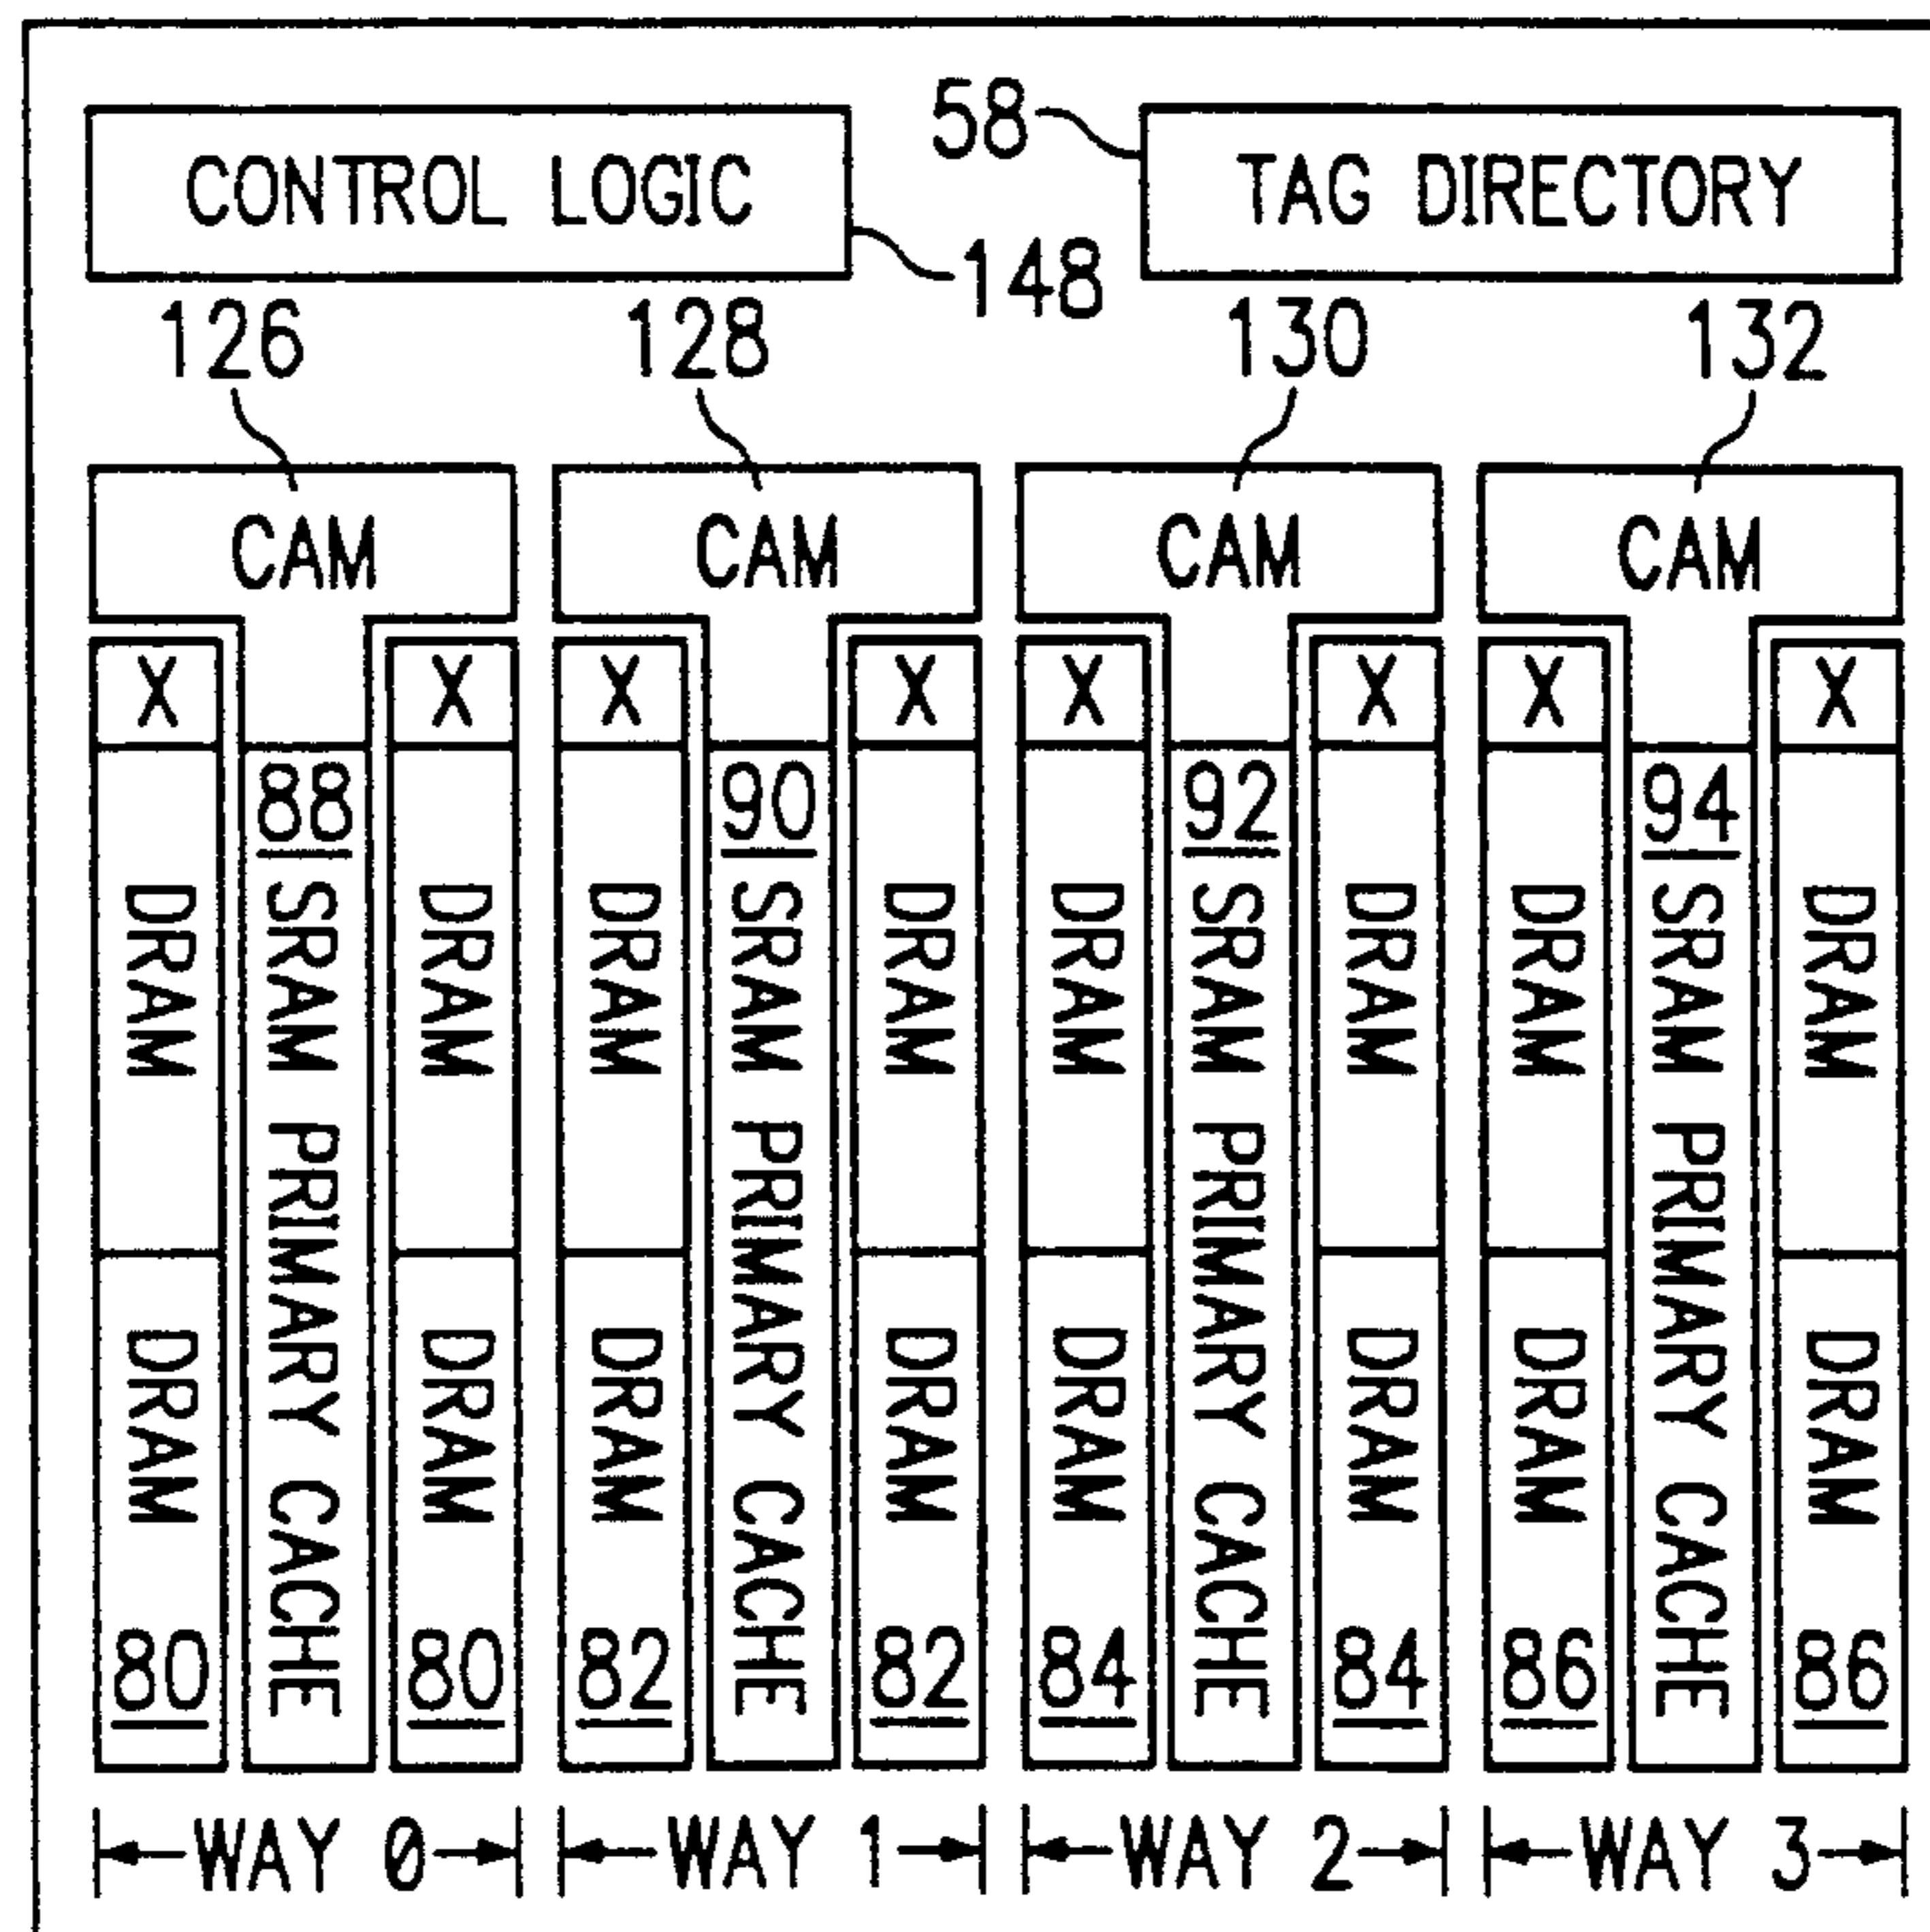 CONTROL LOGIC
148
58
TAG DIRECTORY
126
128
130
132
CAM
CAM
CAM
CAM
X
X
X
X
X
X
X
X
88
90
92
94
DRAM
SRAM PRIMARY CACHE
DRAM
DRAM
SRAM PRIMARY CACHE
DRAM
DRAM
SRAM PRIMARY CACHE
DRAM
DRAM
SRAM PRIMARY CACHE
DRAM
DRAM
DRAM
DRAM
DRAM
DRAM
DRAM
DRAM
DRAM
80
80
82
82
84
84
86
86
WAY 0
WAY 1
WAY 2
WAY 3